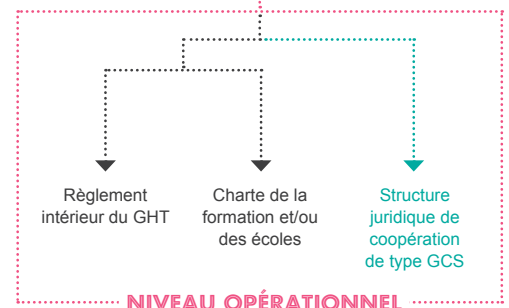 Règlement
intérieur du GHT
Charte de la
formation et/ou
des écoles
Structure
juridique de
coopération
de type GCS
NIVEAU OPÉRATIONNEL